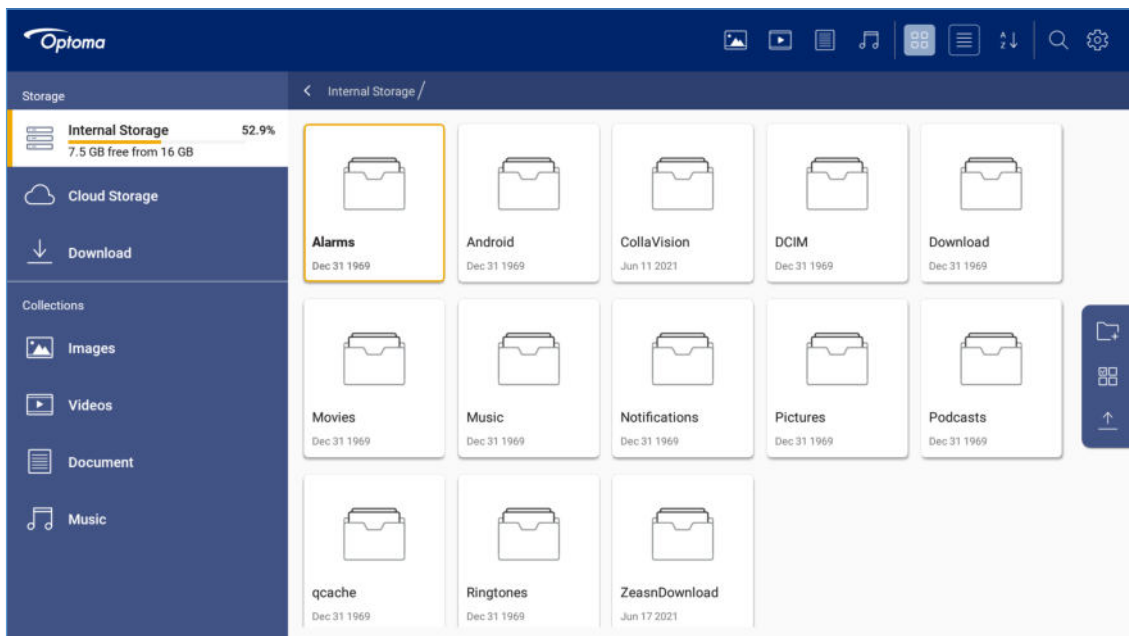 Optoma
A Z
Storage
Internal Storage 52.9%
7.5 GB free from 16 GB
Cloud Storage
Download
Collections
Images
Videos
Document
Music
Internal Storage /
Alarms Android CollaVision DCIM Download
Dec 31 1969 Dec 31 1969 Jun 11 2021 Dec 31 1969 Dec 31 1969
Movies Music Notifications Pictures Podcasts
Dec 31 1969 Dec 31 1969 Dec 31 1969 Dec 31 1969 Dec 31 1969
qcache Ringtones ZeasnDownload
Dec 31 1969 Dec 31 1969 Jun 17 2021